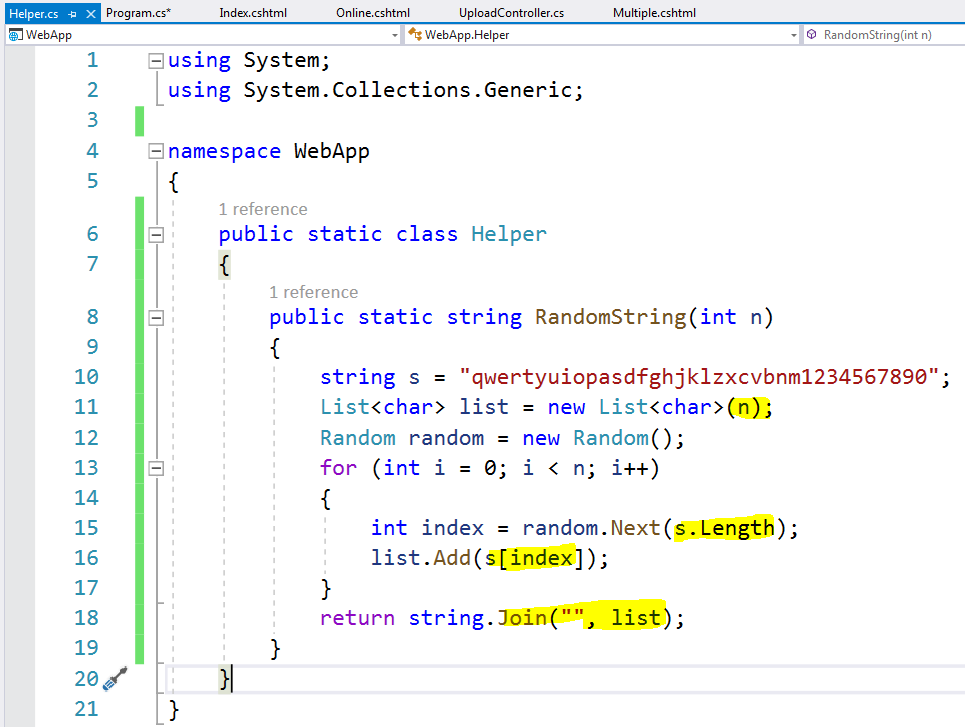 Helper.cs Program.cs* Index.cshtml Online.cshtml UploadController.cs Multiple.cshtml
WebApp WebApp.Helper RandomString(int n)
1 using System;
2 using System.Collections.Generic;
3
4 namespace WebApp
5 {
1 reference
6 public static class Helper
7 {
1 reference
8 public static string RandomString(int n)
9 {
10 string s = "qwertyuiopasdfghjklzxcvbnm1234567890";
11 List<char> list = new List<char>(n);
12 Random random = new Random();
13 for (int i = 0; i < n; i++)
14 {
15 int index = random.Next(s.Length);
16 list.Add(s[index]);
17 }
18 return string.Join("", list);
19 }
20 }
21 }